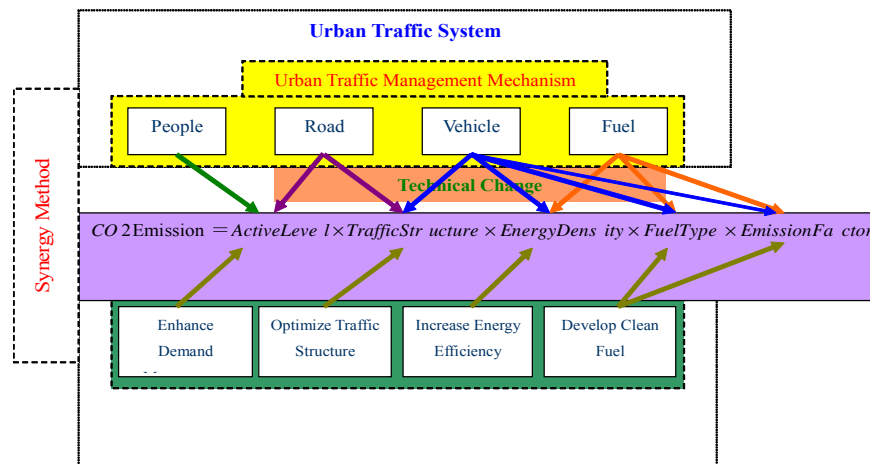 Urban Traffic System
Urban Traffic Management Mechanism
People
Road
Vehicle
Fuel
Technical Change
Synergy Method
CO 2Emission = ActiveLeve l×TrafficStr ucture × EnergyDens ity× FuelType × EmissionFa ctor
Enhance
Demand
Optimize Traffic
Structure
Increase Energy
Efficiency
Develop Clean
Fuel